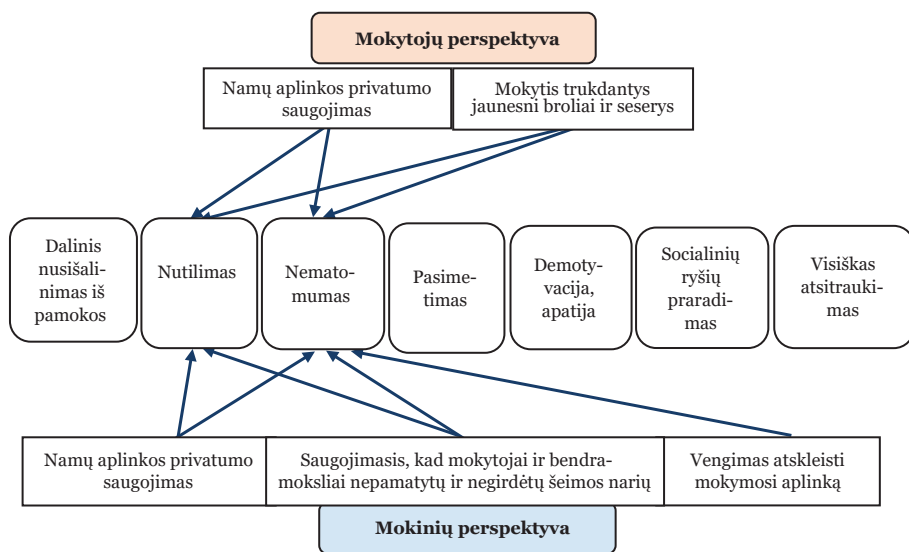 Mokytojų perspektyva
Namų aplinkos privatumo
saugojimas
Mokytis trukdantys
jaunesni broliai ir seserys
Dalinis
nusišali-
nimas iš
pamokos
Nutilimas
Nemato-
mumas
Pasime-
timas
Demoty-
vacija,
apatija
Socialinių
ryšių
praradi-
mas
Visiškas
atsitrauki-
mas
Namų aplinkos privatumo
saugojimas
Saugojimasis, kad mokytojai ir bendra-
moksliai nepamatytų ir negirdėtų šeimos narių
Vengimas atskleisti
mokymosi aplinką
Mokinių perspektyva